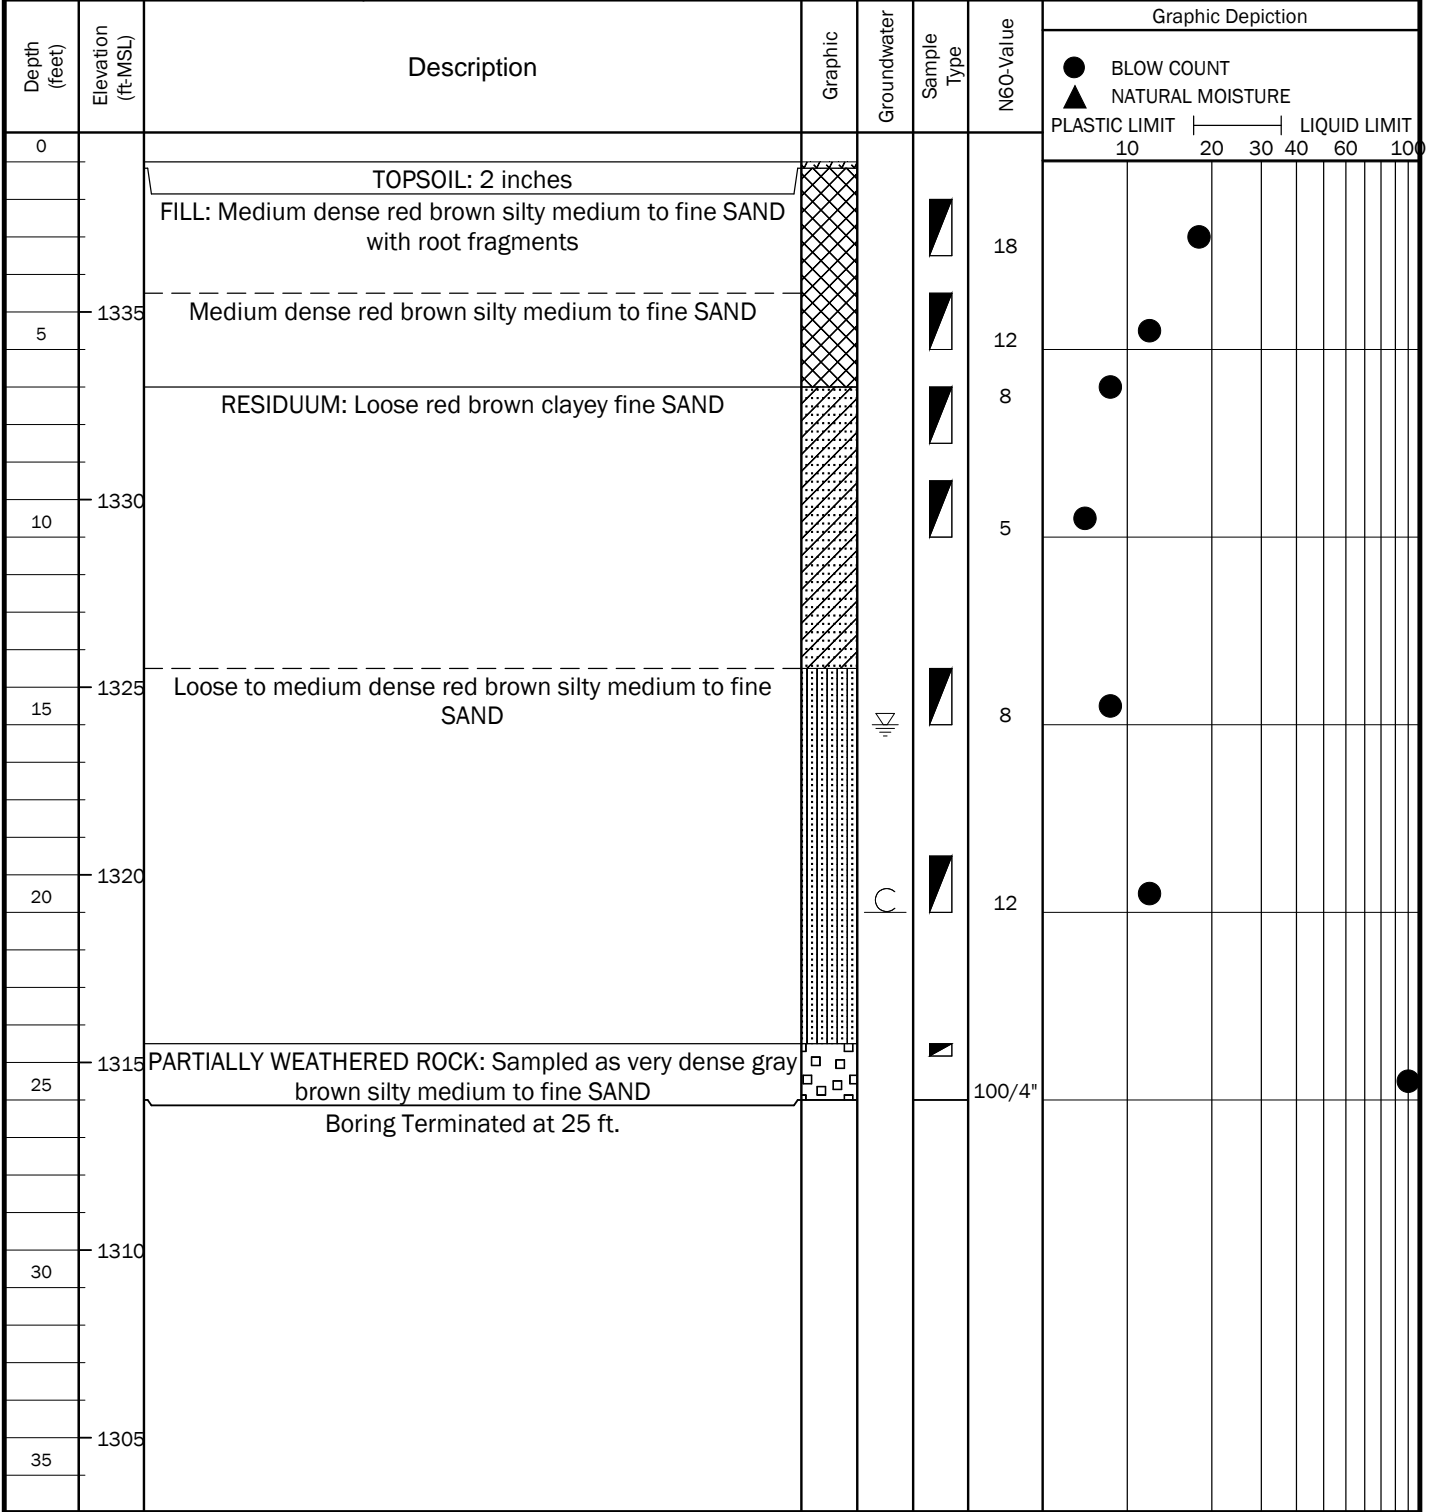 Depth
(feet)
Elevation
(ft-MSL)
Description
Graphic
Groundwater
Sample
Type
N60-Value
Graphic Depiction
BLOW COUNT
NATURAL MOISTURE
PLASTIC LIMIT LIQUID LIMIT
10 20 30 40 60 100
0
TOPSOIL: 2 inches
FILL: Medium dense red brown silty medium to fine SAND
with root fragments
18
1335
Medium dense red brown silty medium to fine SAND
5
12
8
RESIDUUM: Loose red brown clayey fine SAND
1330
10
5
1325
Loose to medium dense red brown silty medium to fine
SAND
15
8
1320
20
12
1315
PARTIALLY WEATHERED ROCK: Sampled as very dense gray
brown silty medium to fine SAND
25
100/4"
Boring Terminated at 25 ft.
1310
30
1305
35